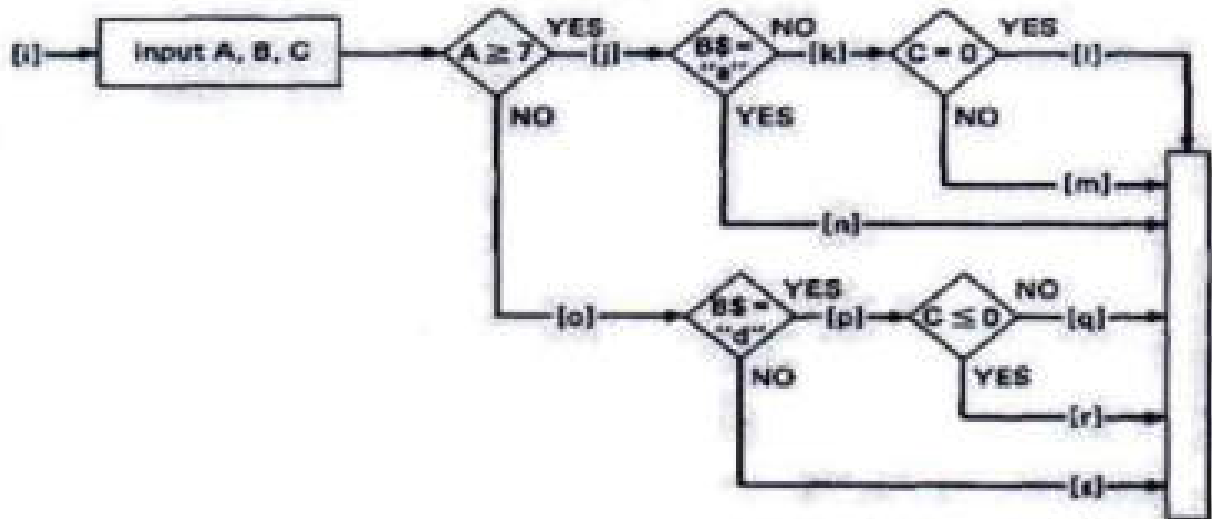 [i] input A, B, C A ≥ 7 YES [j] B$ = "a" NO [k] C = 0 YES [l]
NO YES NO
[m]
[n]
[o] B$ = "d" YES [p] C ≤ 0 NO [q]
NO YES
[r]
[s]